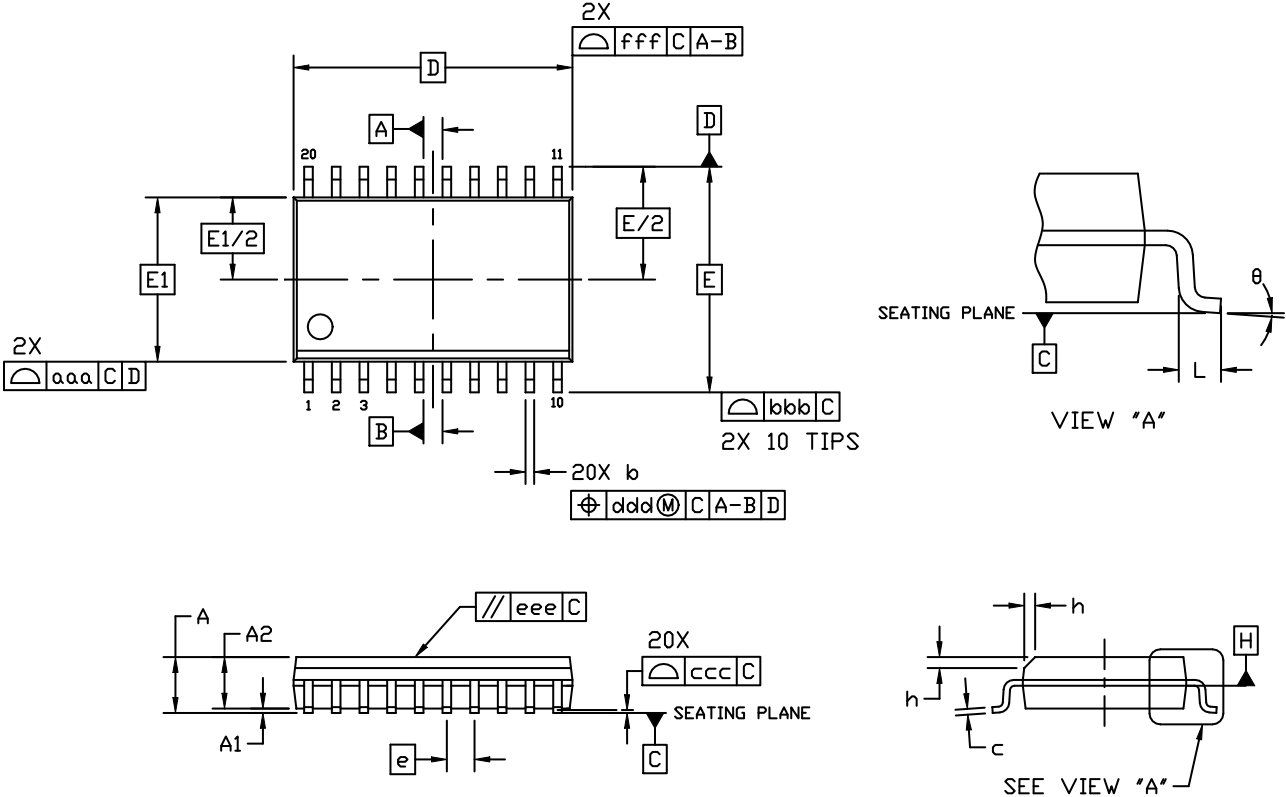 2X
⌓ fff C A-B
D
A
D
20
11
E1/2
E/2
E1
E
2X
⌓ aaa C D
1 2 3
10
B
⌓ bbb C
2X 10 TIPS
20X b
⌖ ddd Ⓜ C A-B D
θ
SEATING PLANE
C
L
VIEW "A"
// eee C
A
A2
20X
⌓ ccc C
SEATING PLANE
A1
e
C
h
H
h
c
SEE VIEW "A"